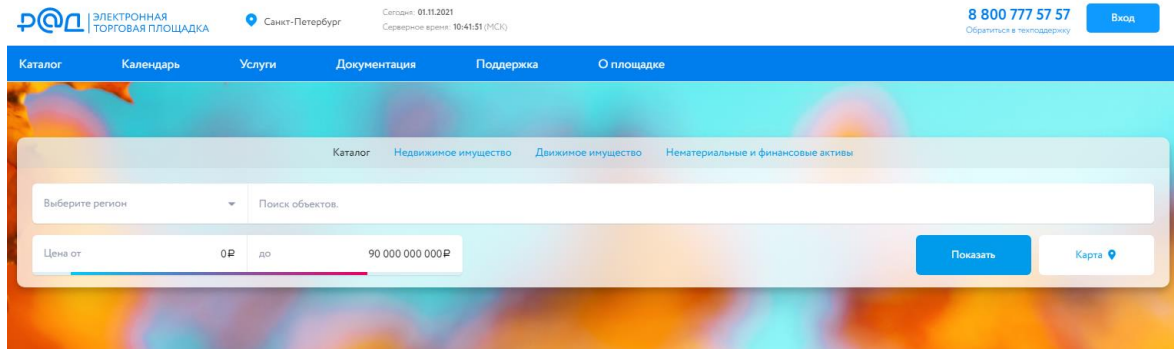 р@д ЭЛЕКТРОННАЯ
ТОРГОВАЯ ПЛОЩАДКА
Санкт-Петербург
Сегодня: 01.11.2021
Серверное время: 10:41:51 (МСК)
8 800 777 57 57
Обратиться в техподдержку
Вход
Каталог Календарь Услуги Документация Поддержка О площадке
Каталог Недвижимое имущество Движимое имущество Нематериальные и финансовые активы
Выберите регион Поиск объектов.
Цена от 0₽ до 90 000 000 000₽ Показать Карта